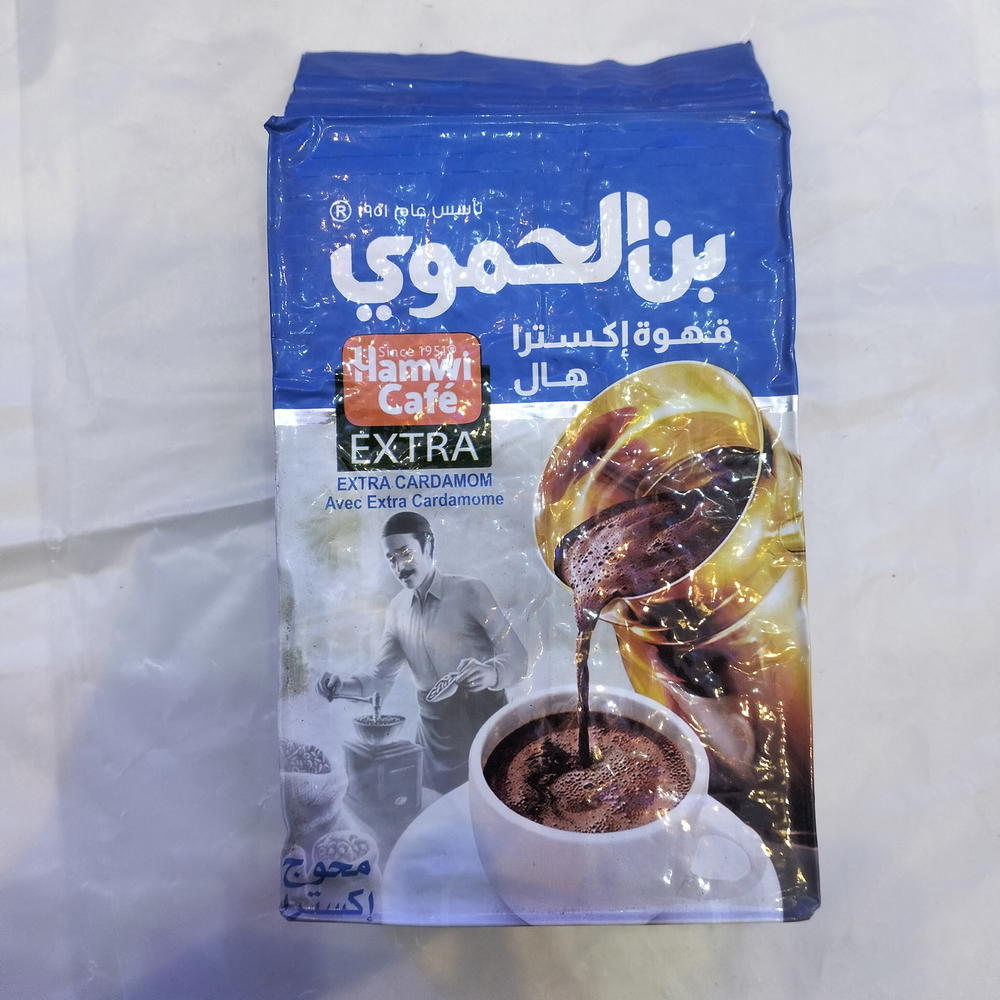 تأسس عام ١٩٥١ ®
بن الحموي
قهوة إكسترا
هال
Since 1951®
Hamwi
Café
EXTRA
EXTRA CARDAMOM
Avec Extra Cardamome
محوج
إكسترا